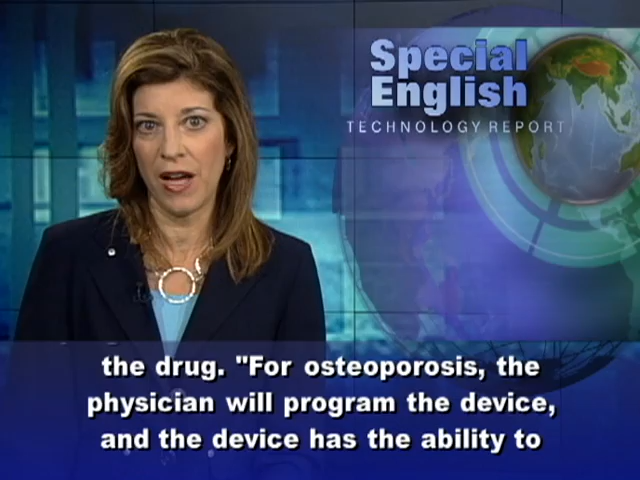 Special
English
TECHNOLOGY REPORT
the drug. "For osteoporosis, the
physician will program the device,
and the device has the ability to